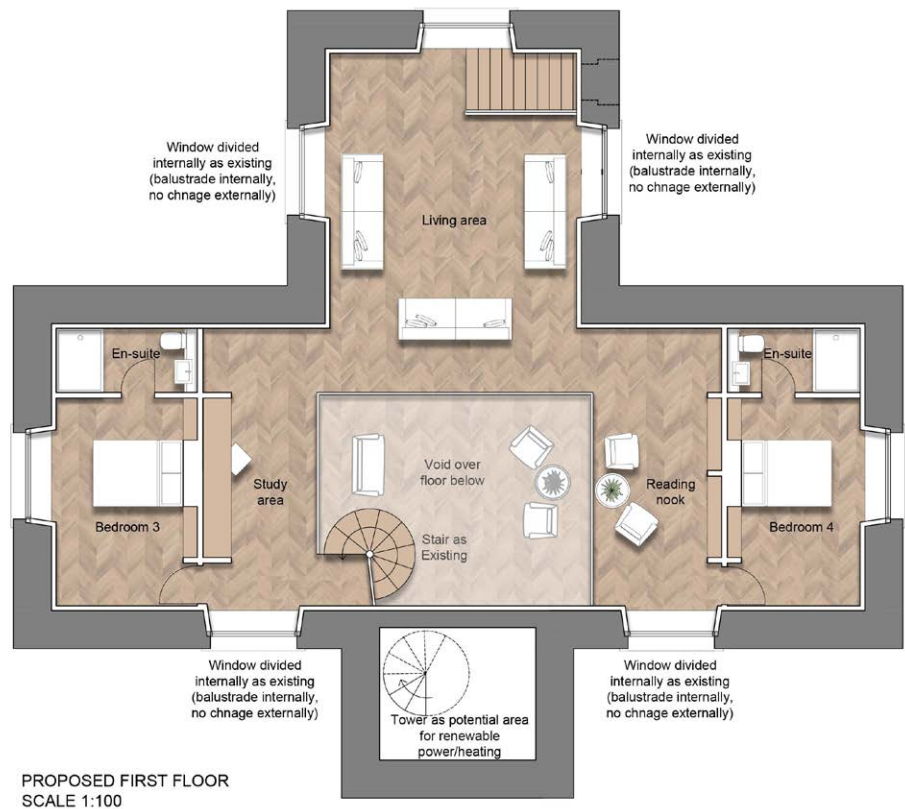 Window divided
internally as existing
(balustrade internally,
no chnage externally)
Window divided
internally as existing
(balustrade internally,
no chnage externally)
Living area
En-suite
En-suite
Study
area
Void over
floor below
Reading
nook
Bedroom 3
Bedroom 4
Stair as
Existing
Window divided
internally as existing
(balustrade internally,
no chnage externally)
Window divided
internally as existing
(balustrade internally,
no chnage externally)
Tower as potential area
for renewable
power/heating
PROPOSED FIRST FLOOR
SCALE 1:100